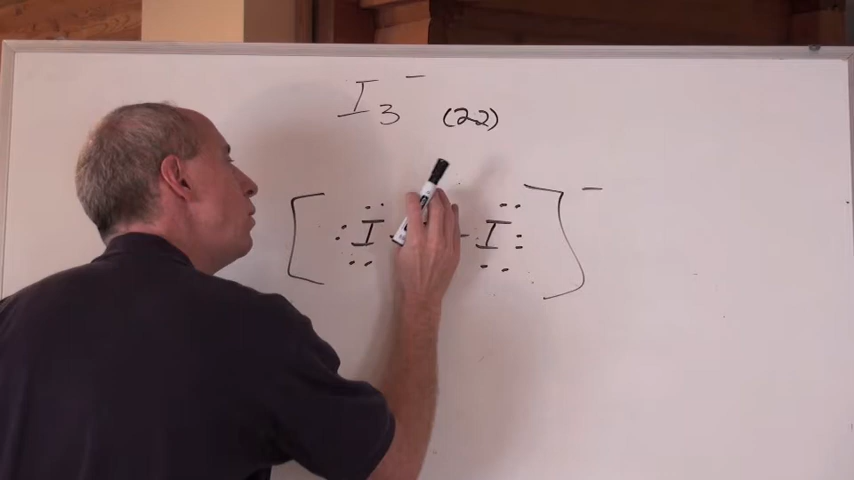 I3⁻ (22)
[ I - I ]⁻